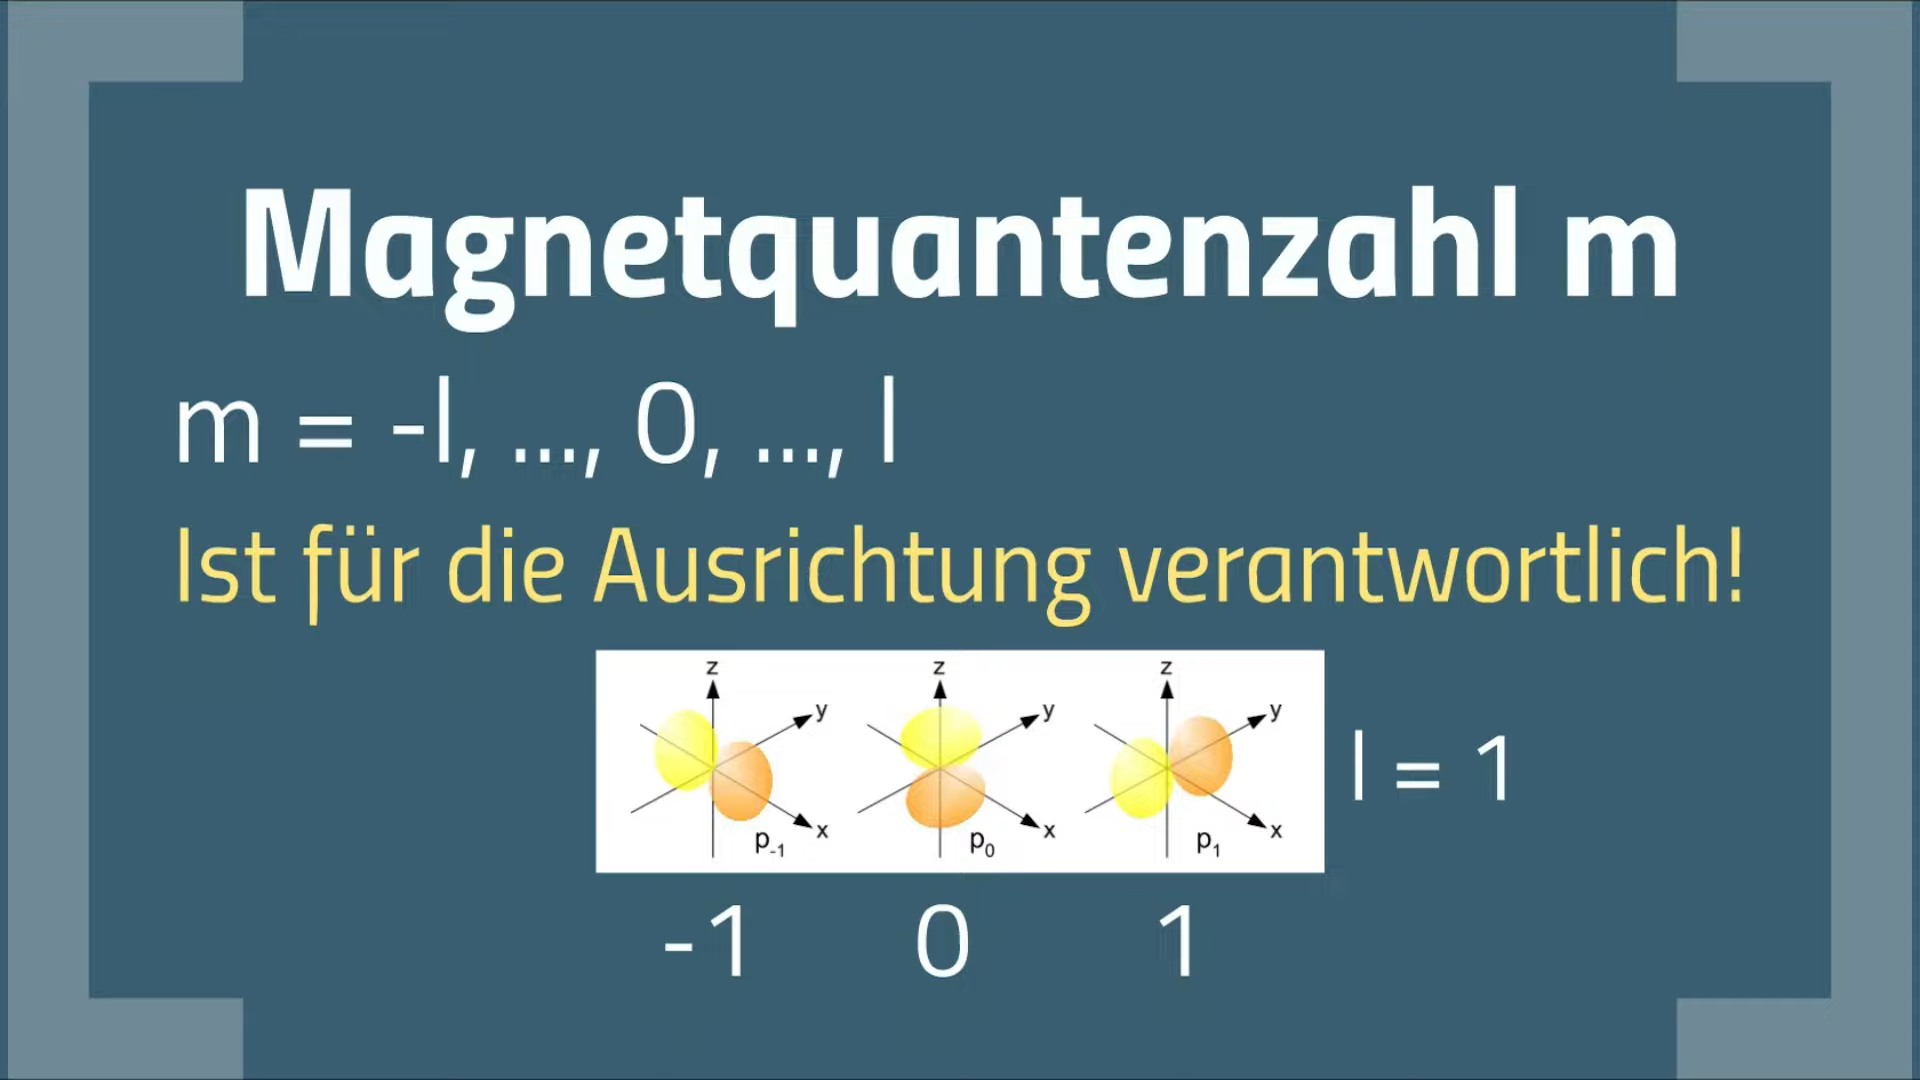 Magnetquantenzahl m
m = -l, ..., 0, ..., l
Ist für die Ausrichtung verantwortlich!
z z z
y y y
x x x
p-1 p0 p1
l = 1
-1 0 1